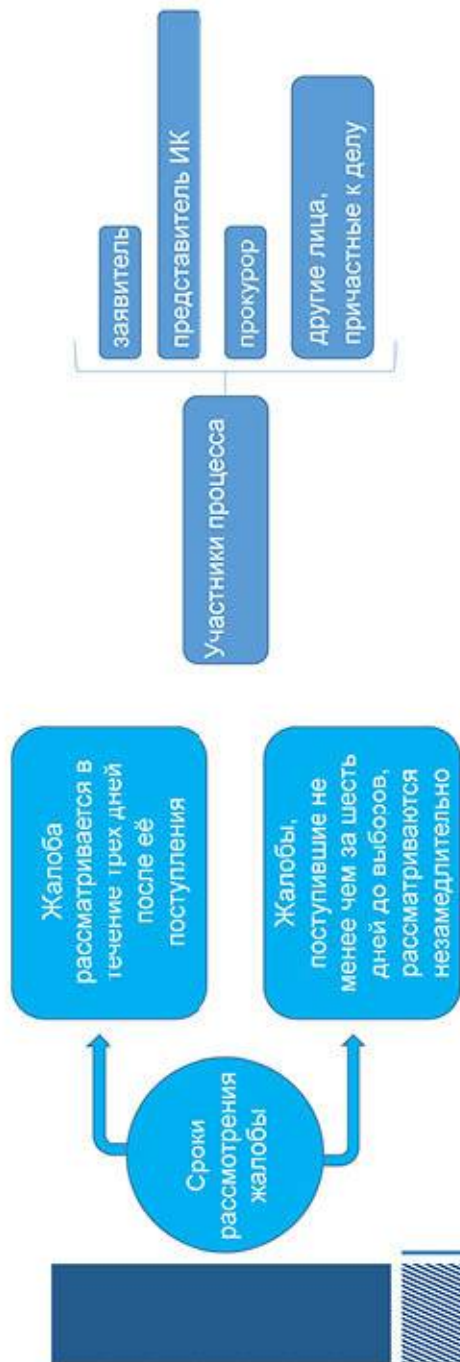 Сроки
рассмотрения
жалобы
Жалоба
рассматривается в
течение трех дней
после её
поступления
Жалобы,
поступившие не
менее чем за шесть
дней до выборов,
рассматриваются
незамедлительно
Участники процесса
заявитель
представитель ИК
прокурор
другие лица,
причастные к делу